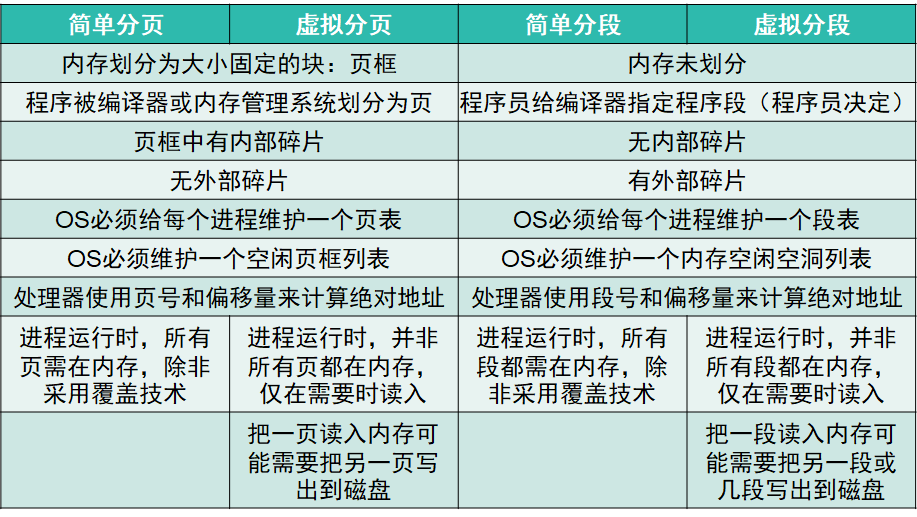 简单分页 虚拟分页 简单分段 虚拟分段
内存划分为大小固定的块：页框 内存未划分
程序被编译器或内存管理系统划分为页 程序员给编译器指定程序段（程序员决定）
页框中有内部碎片 无内部碎片
无外部碎片 有外部碎片
OS必须给每个进程维护一个页表 OS必须给每个进程维护一个段表
OS必须维护一个空闲页框列表 OS必须维护一个内存空闲空洞列表
处理器使用页号和偏移量来计算绝对地址 处理器使用段号和偏移量来计算绝对地址
进程运行时，所有
页需在内存，除非
采用覆盖技术
进程运行时，并非
所有页都在内存，
仅在需要时读入
进程运行时，所有
段都需在内存，除
非采用覆盖技术
进程运行时，并非
所有段都在内存，
仅在需要时读入
把一页读入内存可
能需要把另一页写
出到磁盘
把一段读入内存可
能需要把另一段或
几段写出到磁盘